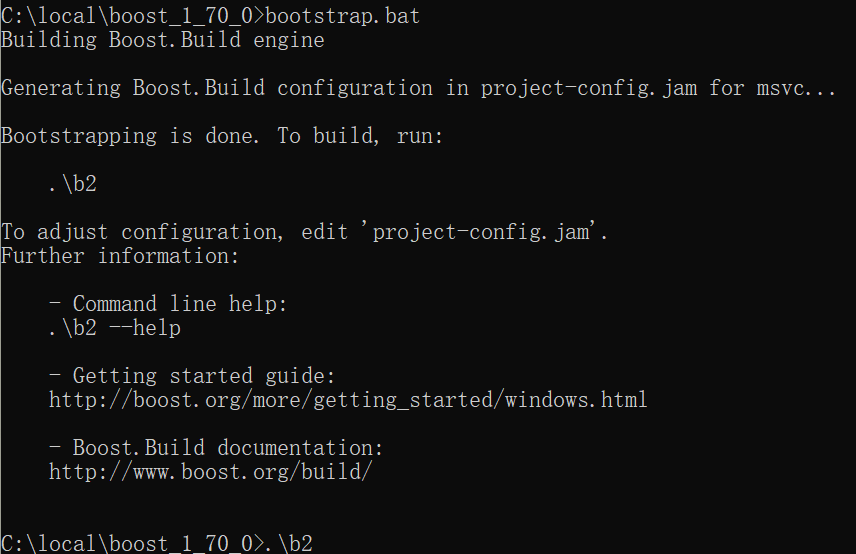 C:\local\boost_1_70_0>bootstrap.bat
Building Boost.Build engine
Generating Boost.Build configuration in project-config.jam for msvc...
Bootstrapping is done. To build, run:
.\b2
To adjust configuration, edit 'project-config.jam'.
Further information:
- Command line help:
.\b2 --help
- Getting started guide:
http://boost.org/more/getting_started/windows.html
- Boost.Build documentation:
http://www.boost.org/build/
C:\local\boost_1_70_0>.\b2